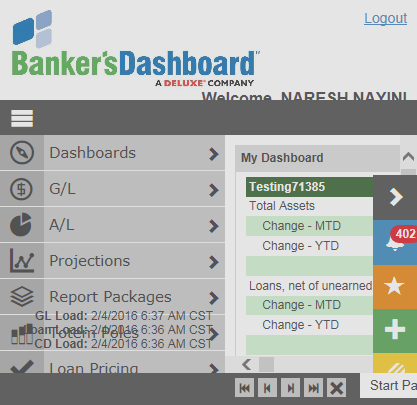 Logout
Banker'sDashboard™
A DELUXE® COMPANY
Welcome, NARESH NAYINI
Dashboards
G/L
A/L
Projections
Report Packages
GL Load: 2/4/2016 6:37 AM CST
Totem Poles
Loan Load: 2/4/2016 6:36 AM CST
CD Load: 2/4/2016 6:36 AM CST
Loan Pricing
My Dashboard
Testing71385
Total Assets
Change - MTD
Change - YTD
Loans, net of unearned
Change - MTD
Change - YTD
402
Start Pa